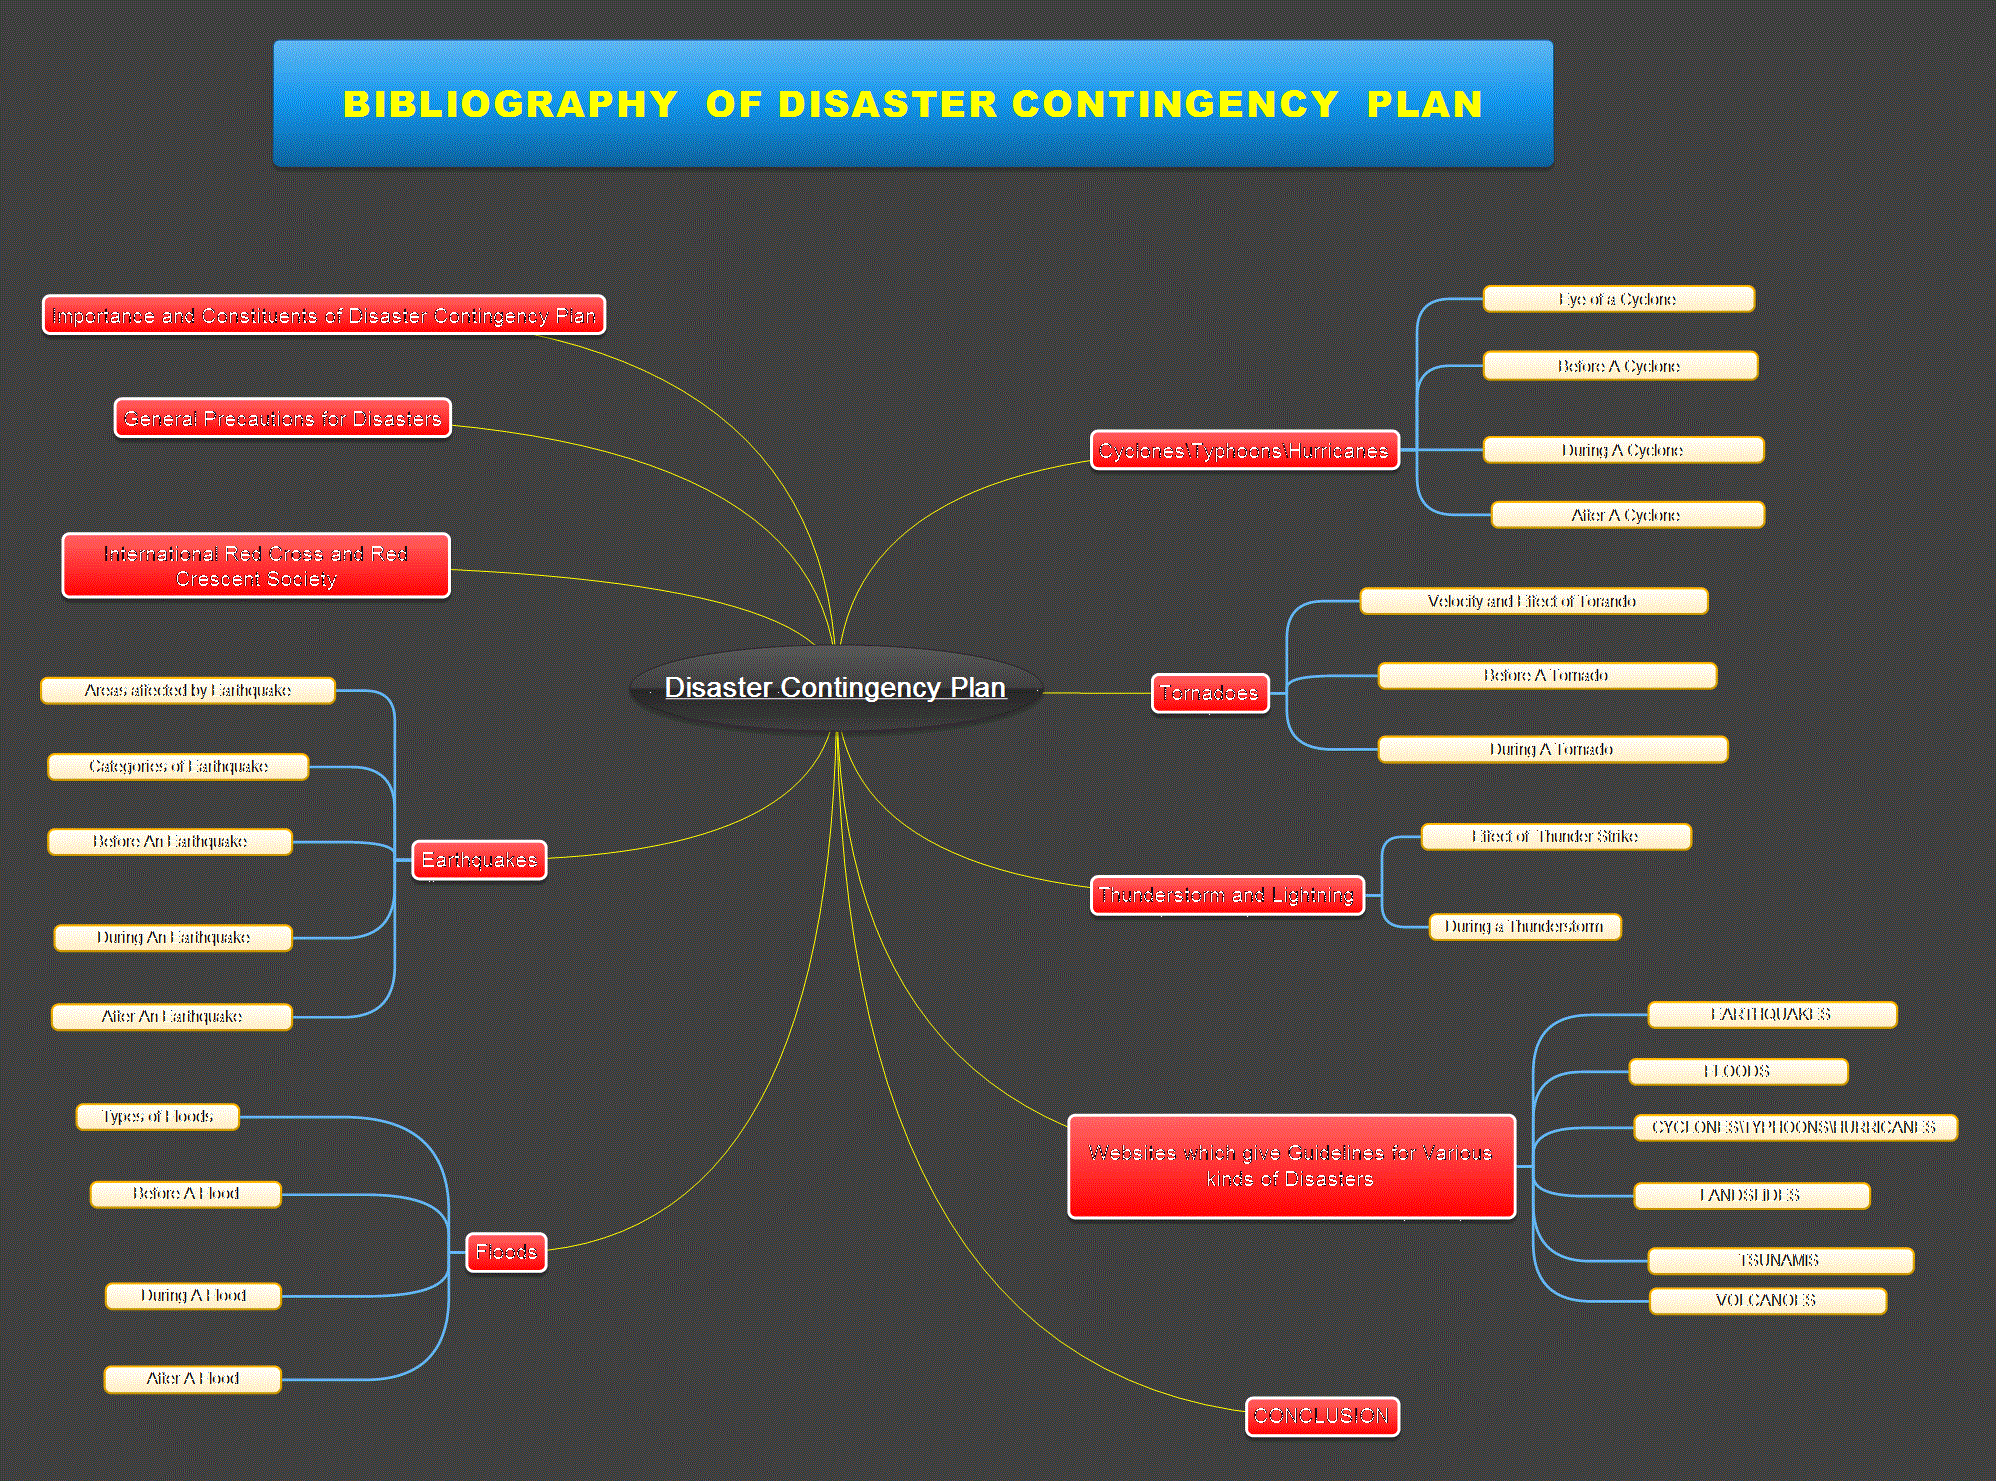 BIBLIOGRAPHY OF DISASTER CONTINGENCY PLAN
Importance and Constituents of Disaster Contingency Plan
General Precautions for Disasters
International Red Cross and Red
Crescent Society
Disaster Contingency Plan
Areas affected by Earthquake
Categories of Earthquake
Before An Earthquake
During An Earthquake
After An Earthquake
Earthquakes
Types of Floods
Before A Flood
During A Flood
After A Flood
Floods
Cyclones\Typhoons\Hurricanes
Eye of a Cyclone
Before A Cyclone
During A Cyclone
After A Cyclone
Tornadoes
Velocity and Effect of Torando
Before A Tornado
During A Tornado
Thunderstorm and Lighining
Effect of Thunder Strike
During a Thunderstorm
Websites which give Guidelines for Various
kinds of Disasters
EARTHQUAKES
FLOODS
CYCLONES\TYPHOONS\HURRICANES
LANDSLIDES
TSUNAMIS
VOLCANOES
CONCLUSION